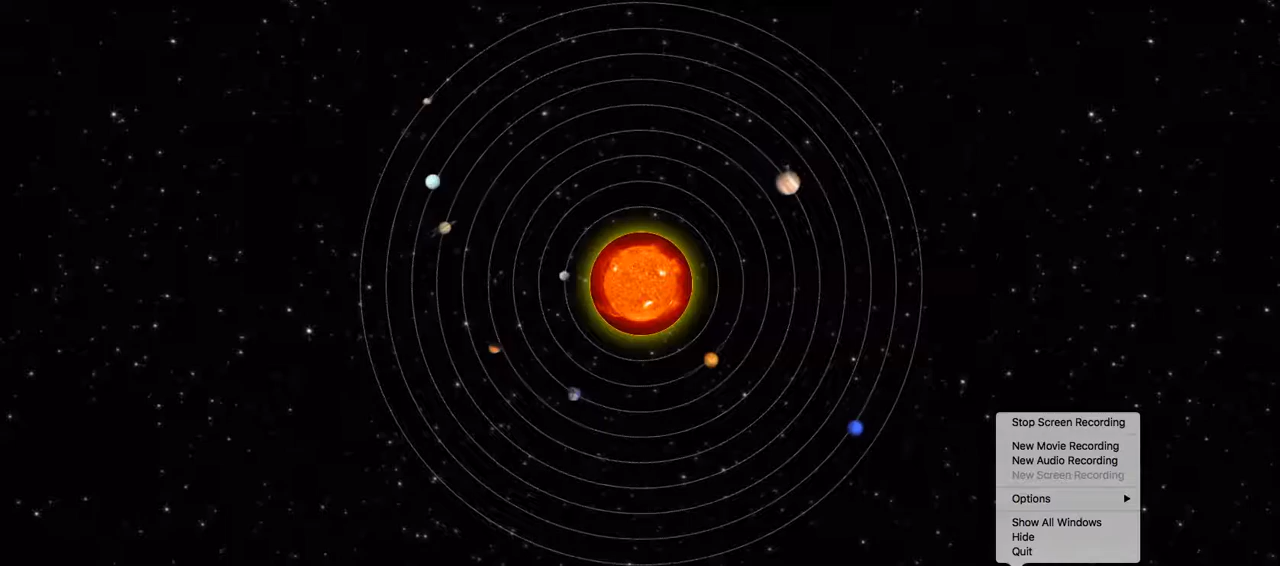 Stop Screen Recording
New Movie Recording
New Audio Recording
New Screen Recording
Options
Show All Windows
Hide
Quit